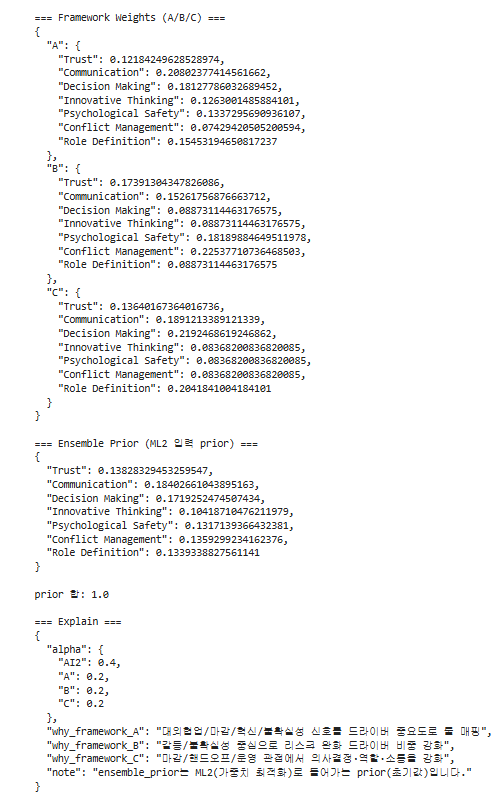 === Framework Weights (A/B/C) ===
{
"A": {
"Trust": 0.12184249628528974,
"Communication": 0.20802377414561662,
"Decision Making": 0.18127786032689452,
"Innovative Thinking": 0.1263001485884101,
"Psychological Safety": 0.1337295690936107,
"Conflict Management": 0.07429420505200594,
"Role Definition": 0.15453194650817237
},
"B": {
"Trust": 0.17391304347826086,
"Communication": 0.15261756876663712,
"Decision Making": 0.08873114463176575,
"Innovative Thinking": 0.08873114463176575,
"Psychological Safety": 0.18189884649511978,
"Conflict Management": 0.22537710736468503,
"Role Definition": 0.08873114463176575
},
"C": {
"Trust": 0.13640167364016736,
"Communication": 0.1891213389121339,
"Decision Making": 0.2192468619246862,
"Innovative Thinking": 0.08368200836820085,
"Psychological Safety": 0.08368200836820085,
"Conflict Management": 0.08368200836820085,
"Role Definition": 0.2041841004184101
}
}
=== Ensemble Prior (ML2 입력 prior) ===
{
"Trust": 0.13828329453259547,
"Communication": 0.18402661043895163,
"Decision Making": 0.1719252474507434,
"Innovative Thinking": 0.10418710476211979,
"Psychological Safety": 0.1317139366432381,
"Conflict Management": 0.1359299234162376,
"Role Definition": 0.1339338827561141
}
prior 합: 1.0
=== Explain ===
{
"alpha": {
"AI2": 0.4,
"A": 0.2,
"B": 0.2,
"C": 0.2
},
"why_framework_A": "대외협업/마감/혁신/불확실성 신호를 드라이버 중요도로 룰 매핑",
"why_framework_B": "갈등/불확실성 중심으로 리스크 완화 드라이버 비중 강화",
"why_framework_C": "마감/핸드오프/운영 관점에서 의사결정·역할·소통을 강화",
"note": "ensemble_prior는 ML2(가중치 최적화)로 들어가는 prior(초기값)입니다."
}